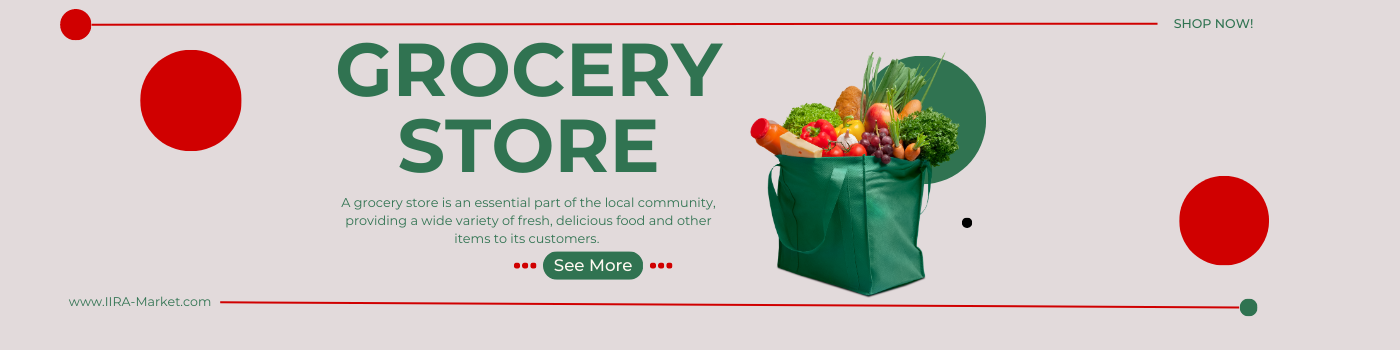 SHOP NOW!
GROCERY
STORE
A grocery store is an essential part of the local community,
providing a wide variety of fresh, delicious food and other
items to its customers.
See More
www.IIRA-Market.com